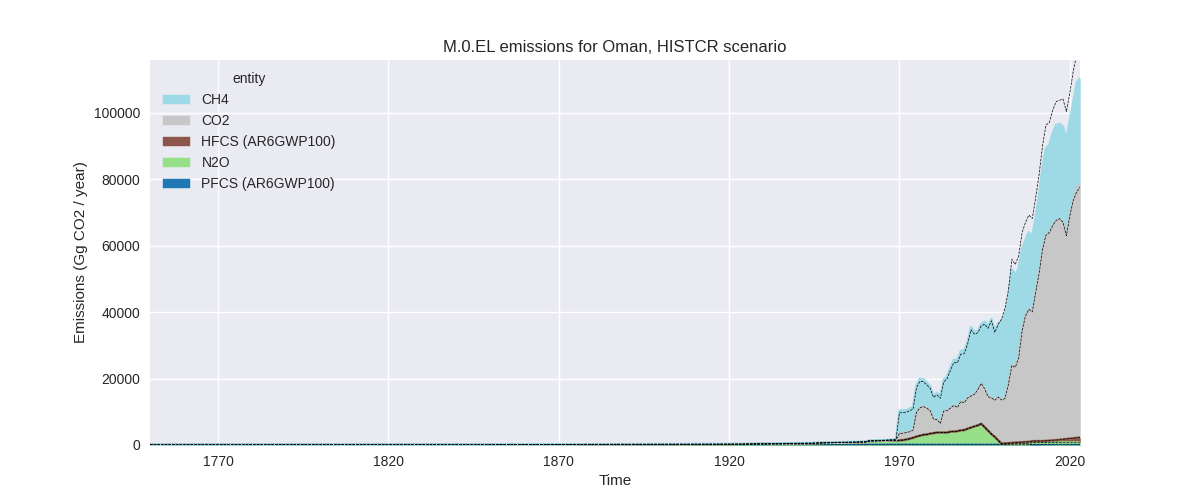 M.0.EL emissions for Oman, HISTCR scenario
entity
CH4
CO2
HFCS (AR6GWP100)
N2O
PFCS (AR6GWP100)
Emissions (Gg CO2 / year)
100000
80000
60000
40000
20000
0
1770 1820 1870 1920 1970 2020
Time